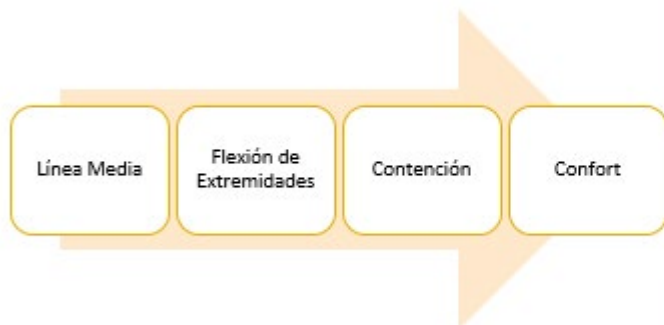 Línea Media
Flexión de
Extremidades
Contención
Confort